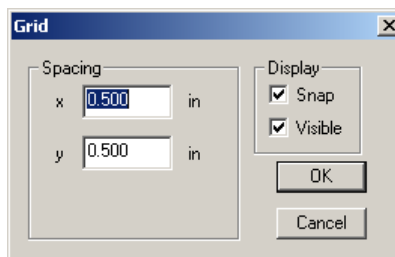 Grid
Spacing
x 0.500 in
y 0.500 in
Display
Snap
Visible
OK
Cancel